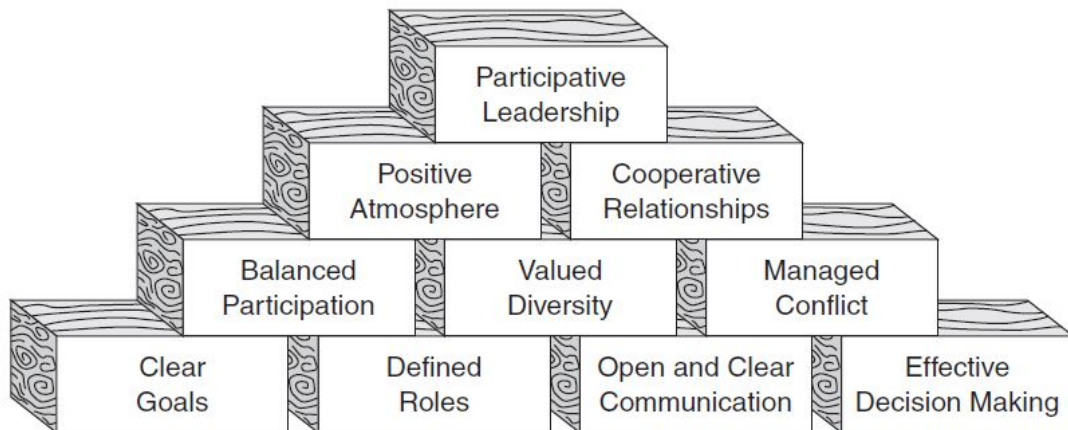 Participative
Leadership
Positive
Atmosphere
Cooperative
Relationships
Balanced
Participation
Valued
Diversity
Managed
Conflict
Clear
Goals
Defined
Roles
Open and Clear
Communication
Effective
Decision Making